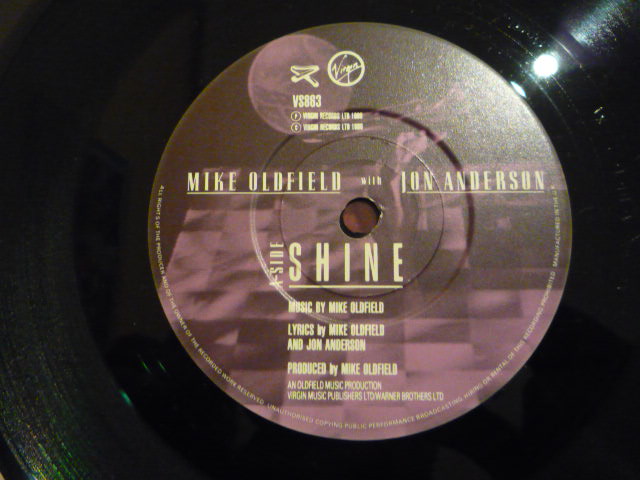 Virgin
VS863
Ⓟ VIRGIN RECORDS LTD 1986
Ⓒ VIRGIN RECORDS LTD 1986
MIKE OLDFIELD with JON ANDERSON
A-SIDE
SHINE
MUSIC BY MIKE OLDFIELD
LYRICS by MIKE OLDFIELD
AND JON ANDERSON
PRODUCED by MIKE OLDFIELD
AN OLDFIELD MUSIC PRODUCTION
VIRGIN MUSIC PUBLISHERS LTD/WARNER BROTHERS LTD
ALL RIGHTS OF THE PRODUCER AND OF THE OWNER OF THE RECORDED WORK RESERVED. UNAUTHORISED COPYING PUBLIC PERFORMANCE BROADCASTING HIRING OR RENTAL OF THIS RECORDING PROHIBITED. MANUFACTURED IN THE